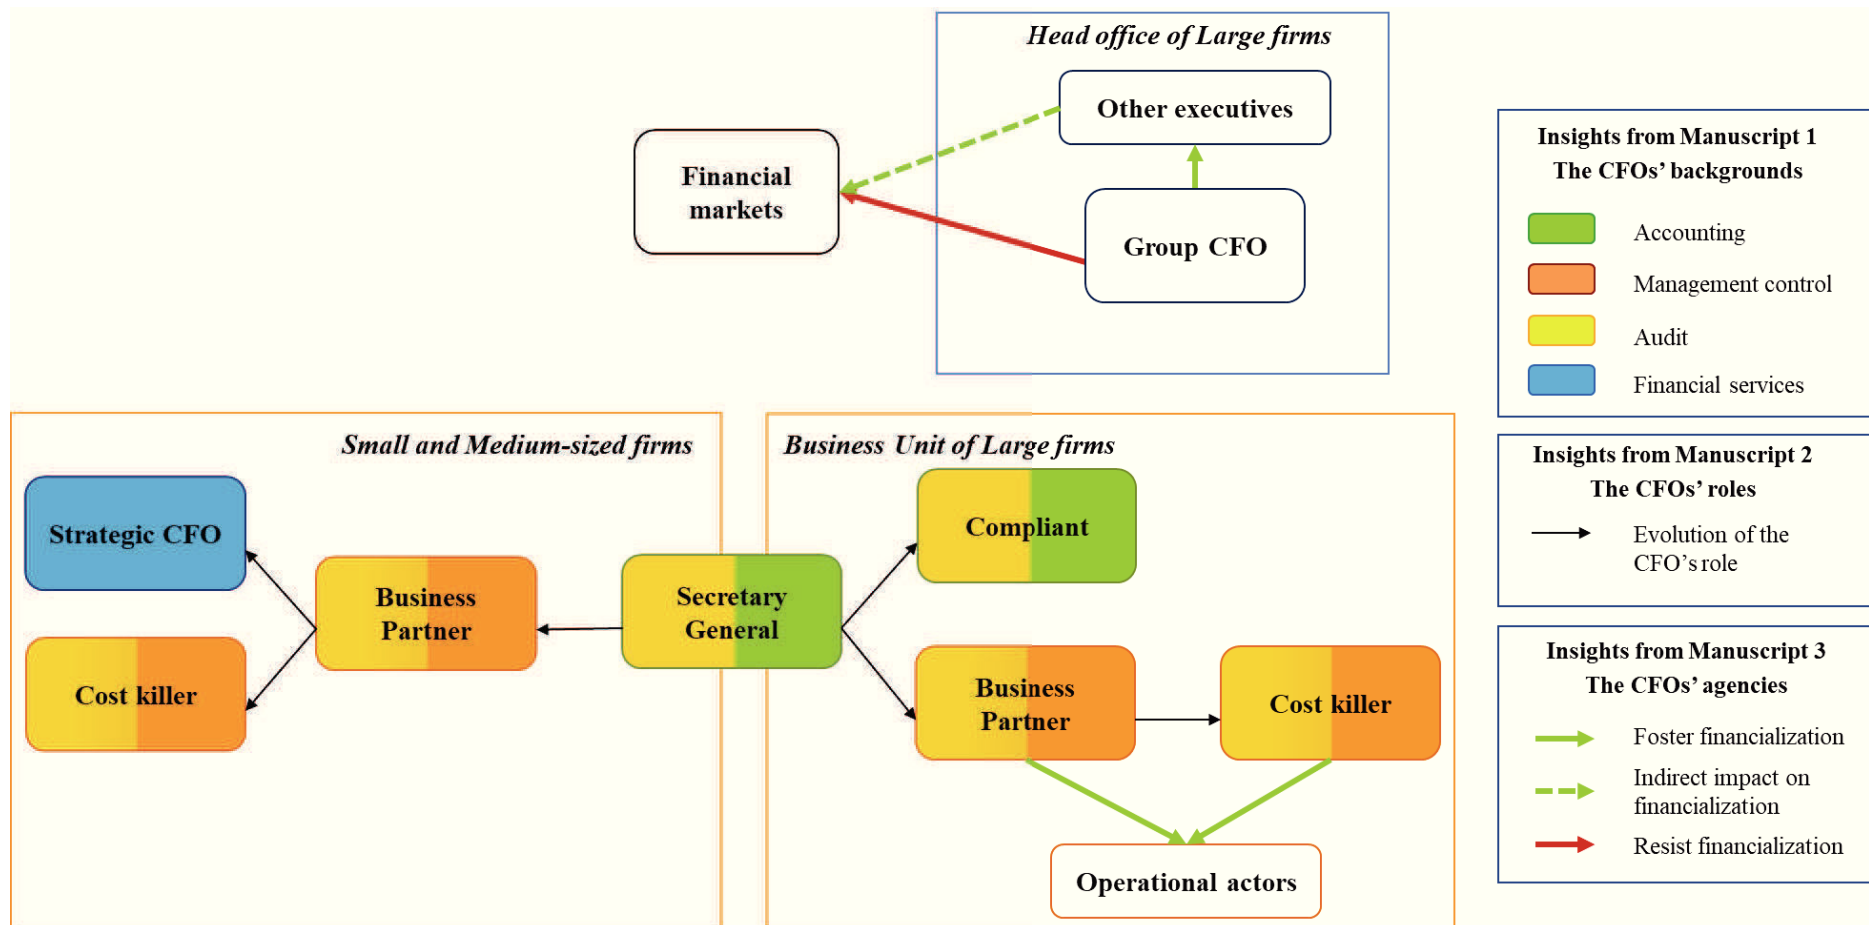 Head office of Large firms
Other executives
Financial
markets
Group CFO
Insights from Manuscript 1
The CFOs' backgrounds
Accounting
Management control
Audit
Financial services
Small and Medium-sized firms
Business Unit of Large firms
Strategic CFO
Business
Partner
Cost killer
Secretary
General
Compliant
Business
Partner
Cost killer
Operational actors
Insights from Manuscript 2
The CFOs' roles
Evolution of the
CFO's role
Insights from Manuscript 3
The CFOs' agencies
Foster financialization
Indirect impact on
financialization
Resist financialization